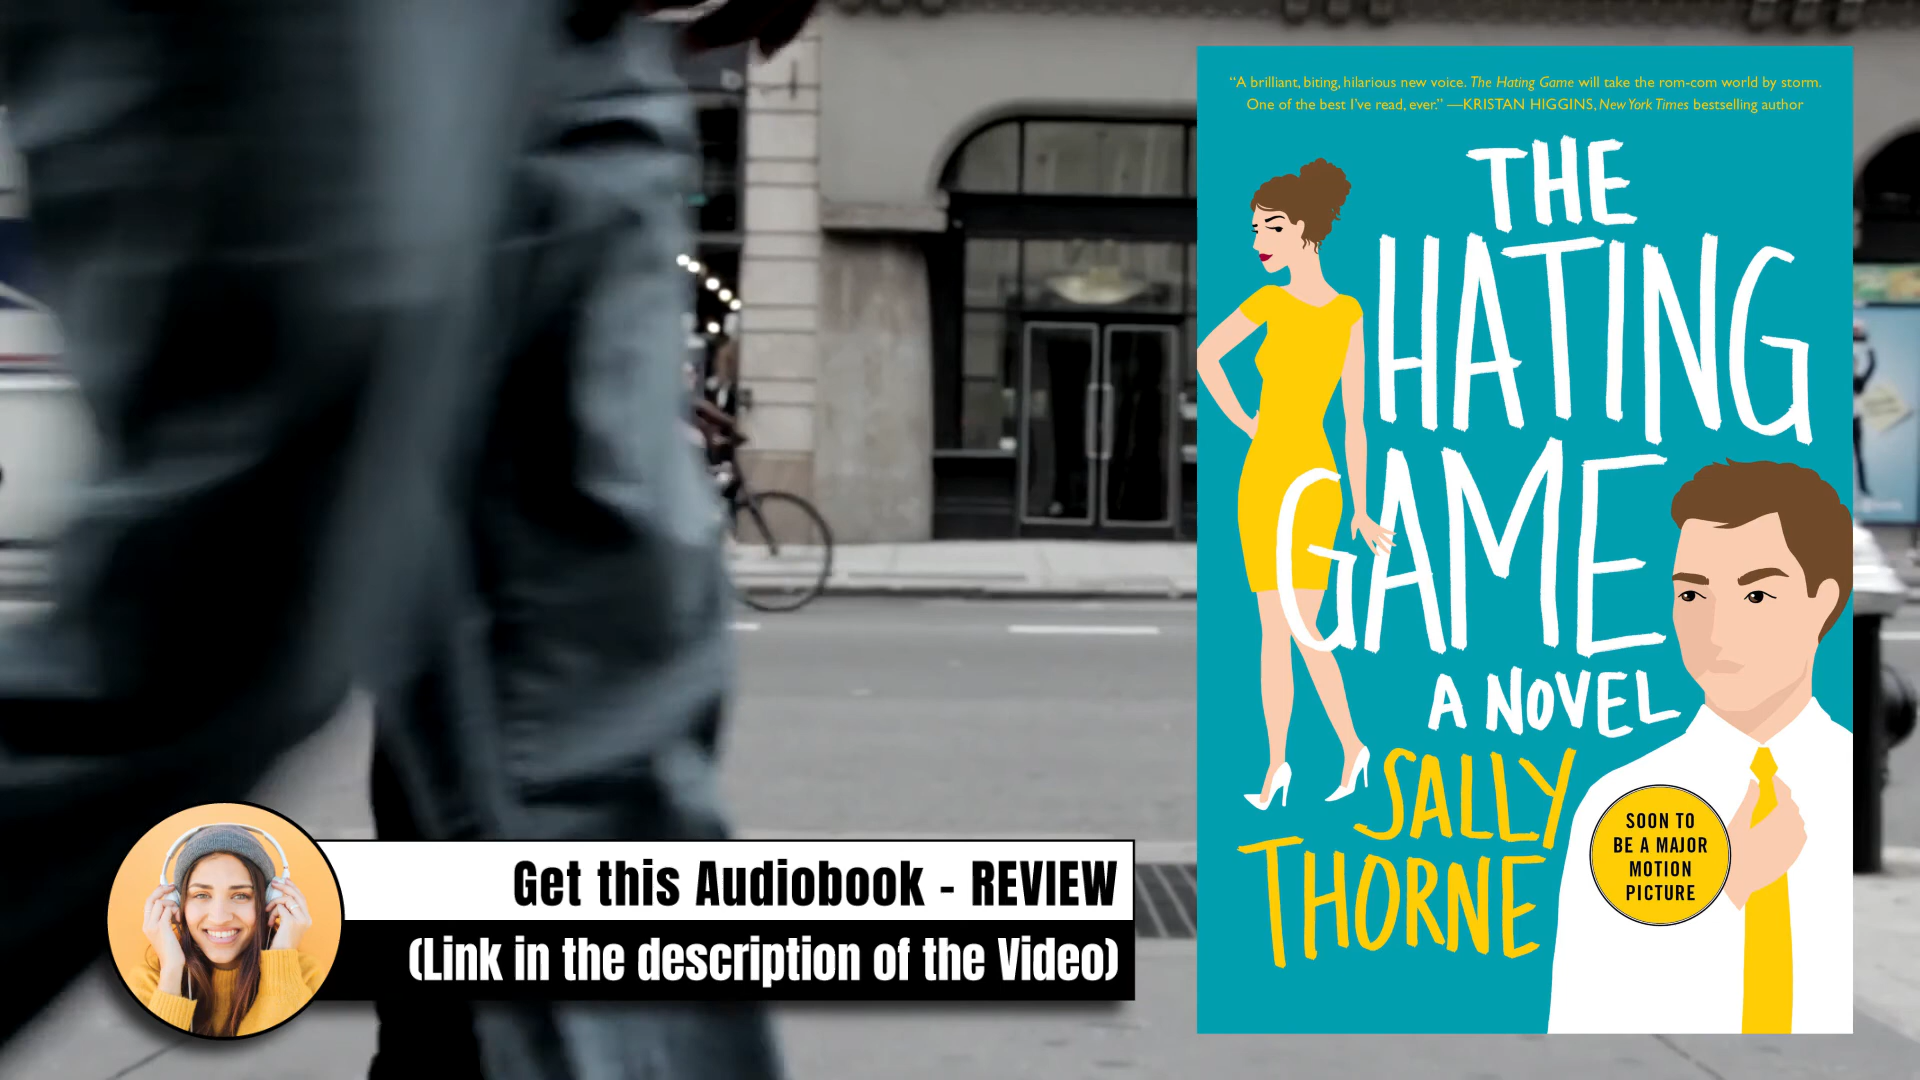 “A brilliant, biting, hilarious new voice. The Hating Game will take the rom-com world by storm.
One of the best I’ve read, ever.” —KRISTAN HIGGINS, New York Times bestselling author
THE
HATING
GAME
A NOVEL
SALLY
THORNE
SOON TO
BE A MAJOR
MOTION
PICTURE
Get this Audiobook - REVIEW
(Link in the description of the Video)